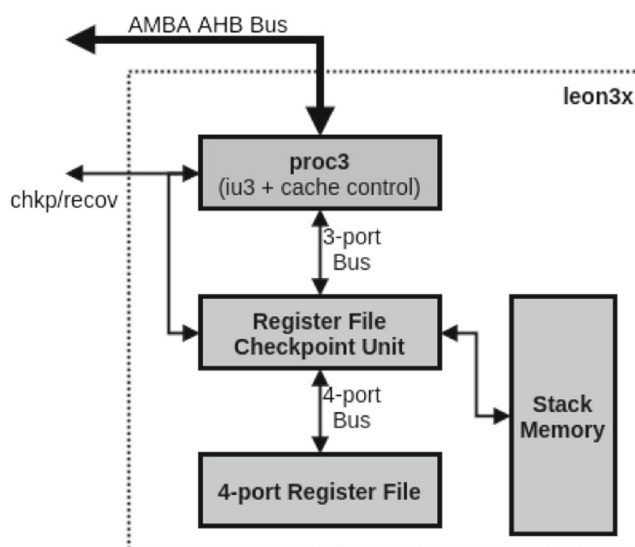 AMBA AHB Bus
leon3x
proc3
(iu3 + cache control)
chkp/recov
3-port
Bus
Register File
Checkpoint Unit
4-port
Bus
Stack
Memory
4-port Register File